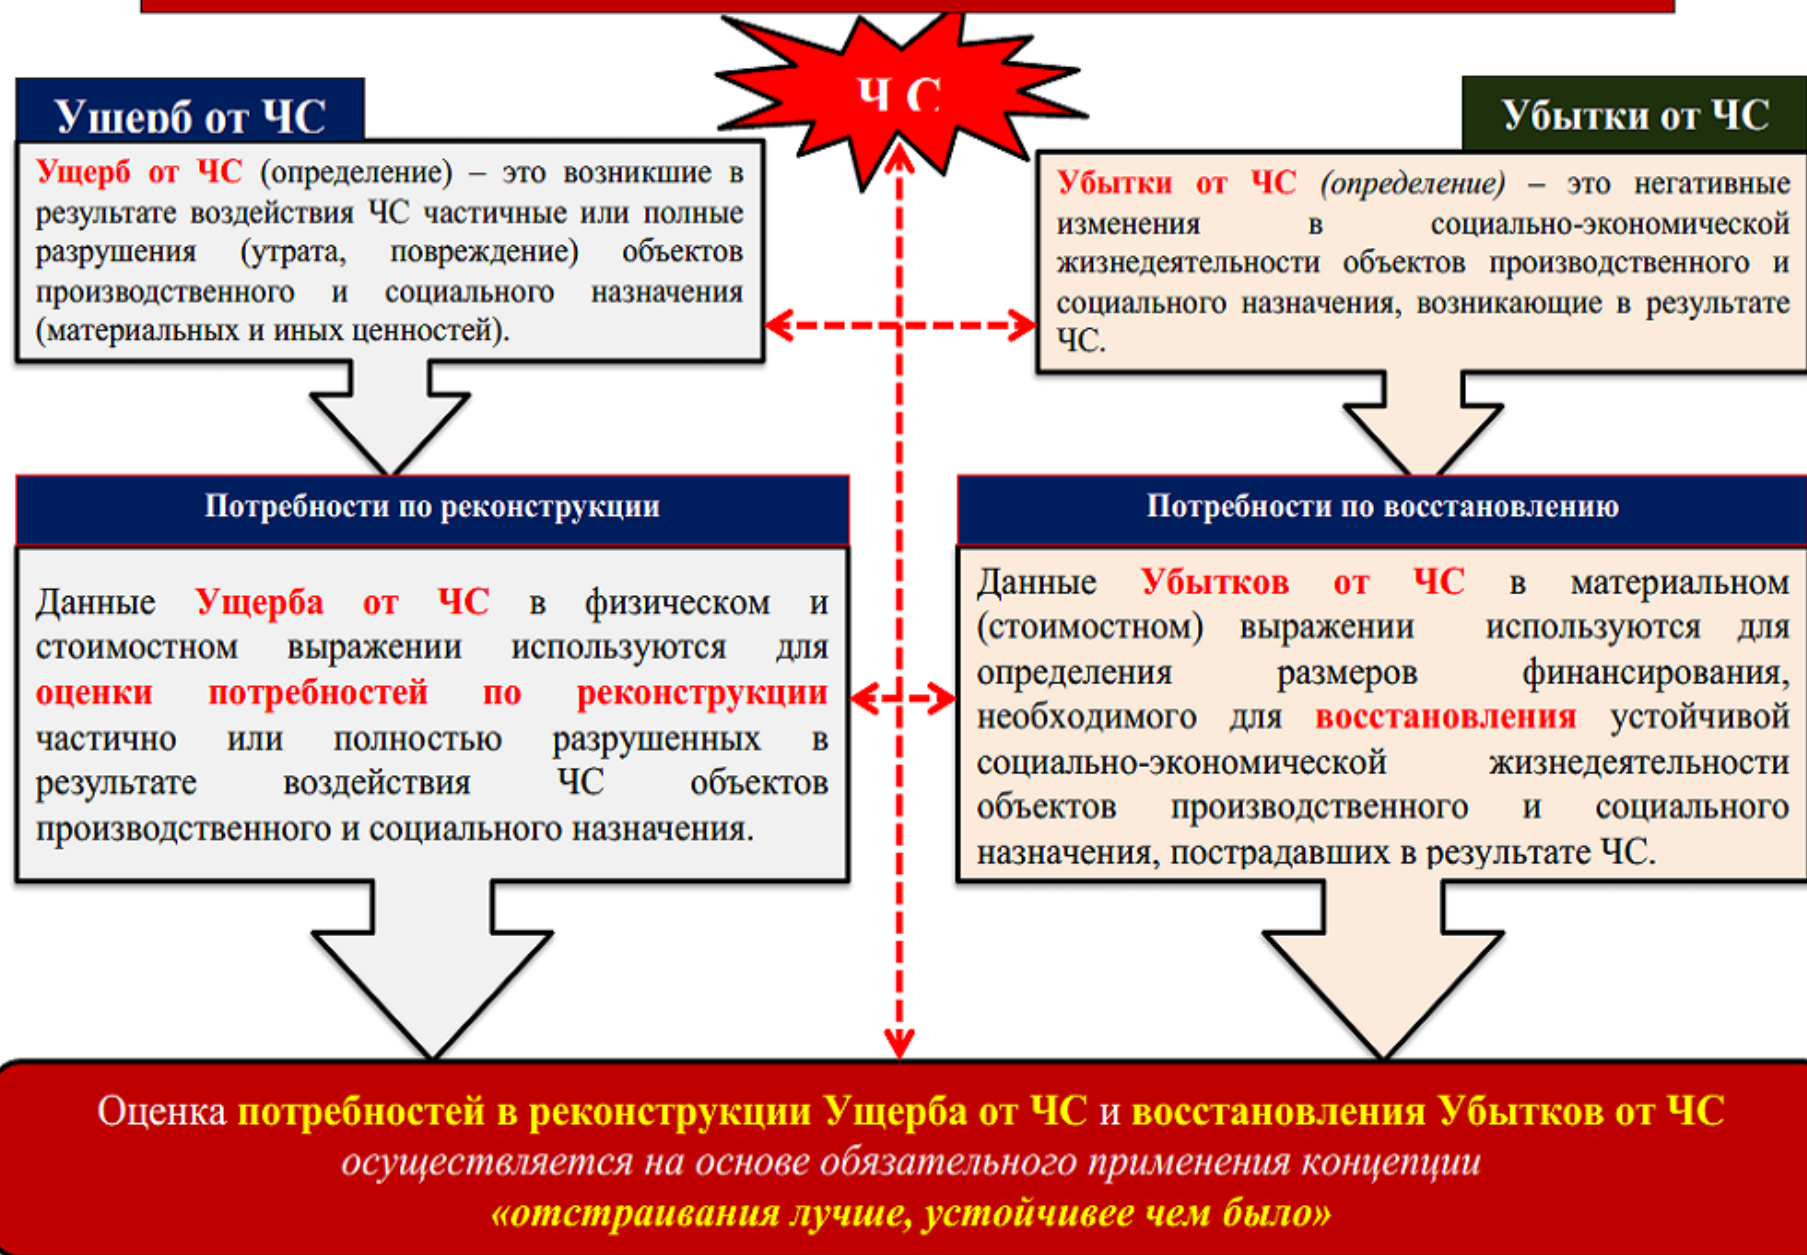 Ч С
Ущерб от ЧС
Ущерб от ЧС (определение) – это возникшие в
результате воздействия ЧС частичные или полные
разрушения (утрата, повреждение) объектов
производственного и социального назначения
(материальных и иных ценностей).
Убытки от ЧС
Убытки от ЧС (определение) – это негативные
изменения в социально-экономической
жизнедеятельности объектов производственного и
социального назначения, возникающие в результате
ЧС.
Потребности по реконструкции
Данные Ущерба от ЧС в физическом и
стоимостном выражении используются для
оценки потребностей по реконструкции
частично или полностью разрушенных в
результате воздействия ЧС объектов
производственного и социального назначения.
Потребности по восстановлению
Данные Убытков от ЧС в материальном
(стоимостном) выражении используются для
определения размеров финансирования,
необходимого для восстановления устойчивой
социально-экономической жизнедеятельности
объектов производственного и социального
назначения, пострадавших в результате ЧС.
Оценка потребностей в реконструкции Ущерба от ЧС и восстановления Убытков от ЧС
осуществляется на основе обязательного применения концепции
«отстраивания лучше, устойчивее чем было»